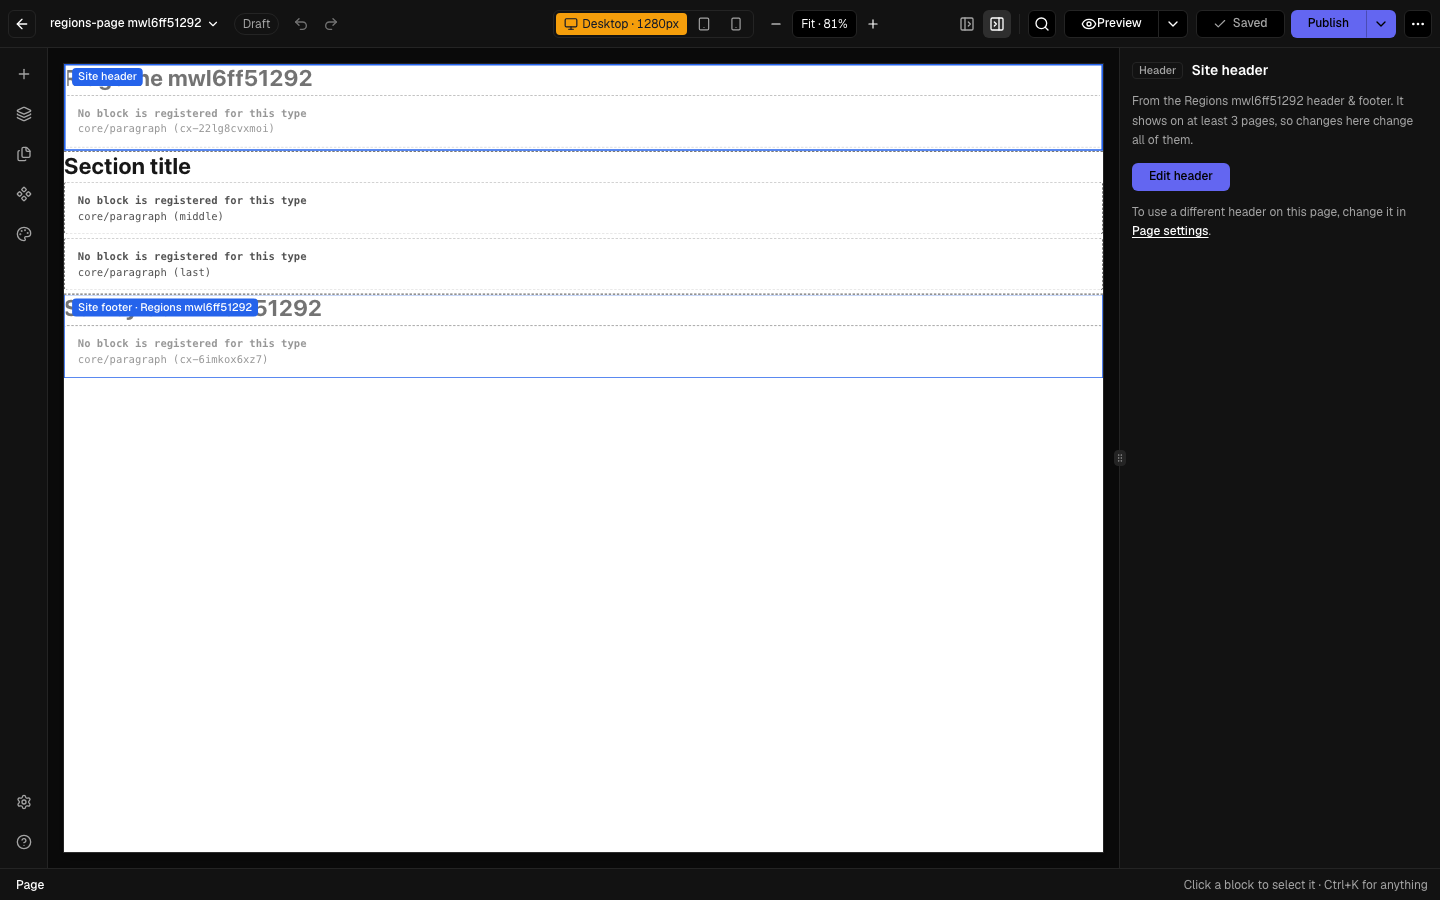 regions-page mwl6ff51292
Draft
Desktop · 1280px
Fit · 81%
Preview
Saved
Publish
Site header
mwl6ff51292
No block is registered for this type
core/paragraph (cx-22lg8cvxmoi)
Section title
No block is registered for this type
core/paragraph (middle)
No block is registered for this type
core/paragraph (last)
Site footer · Regions mwl6ff51292
51292
No block is registered for this type
core/paragraph (cx-6imkox6xz7)
Header
Site header
From the Regions mwl6ff51292 header & footer. It
shows on at least 3 pages, so changes here change
all of them.
Edit header
To use a different header on this page, change it in
Page settings.
Page
Click a block to select it · Ctrl+K for anything